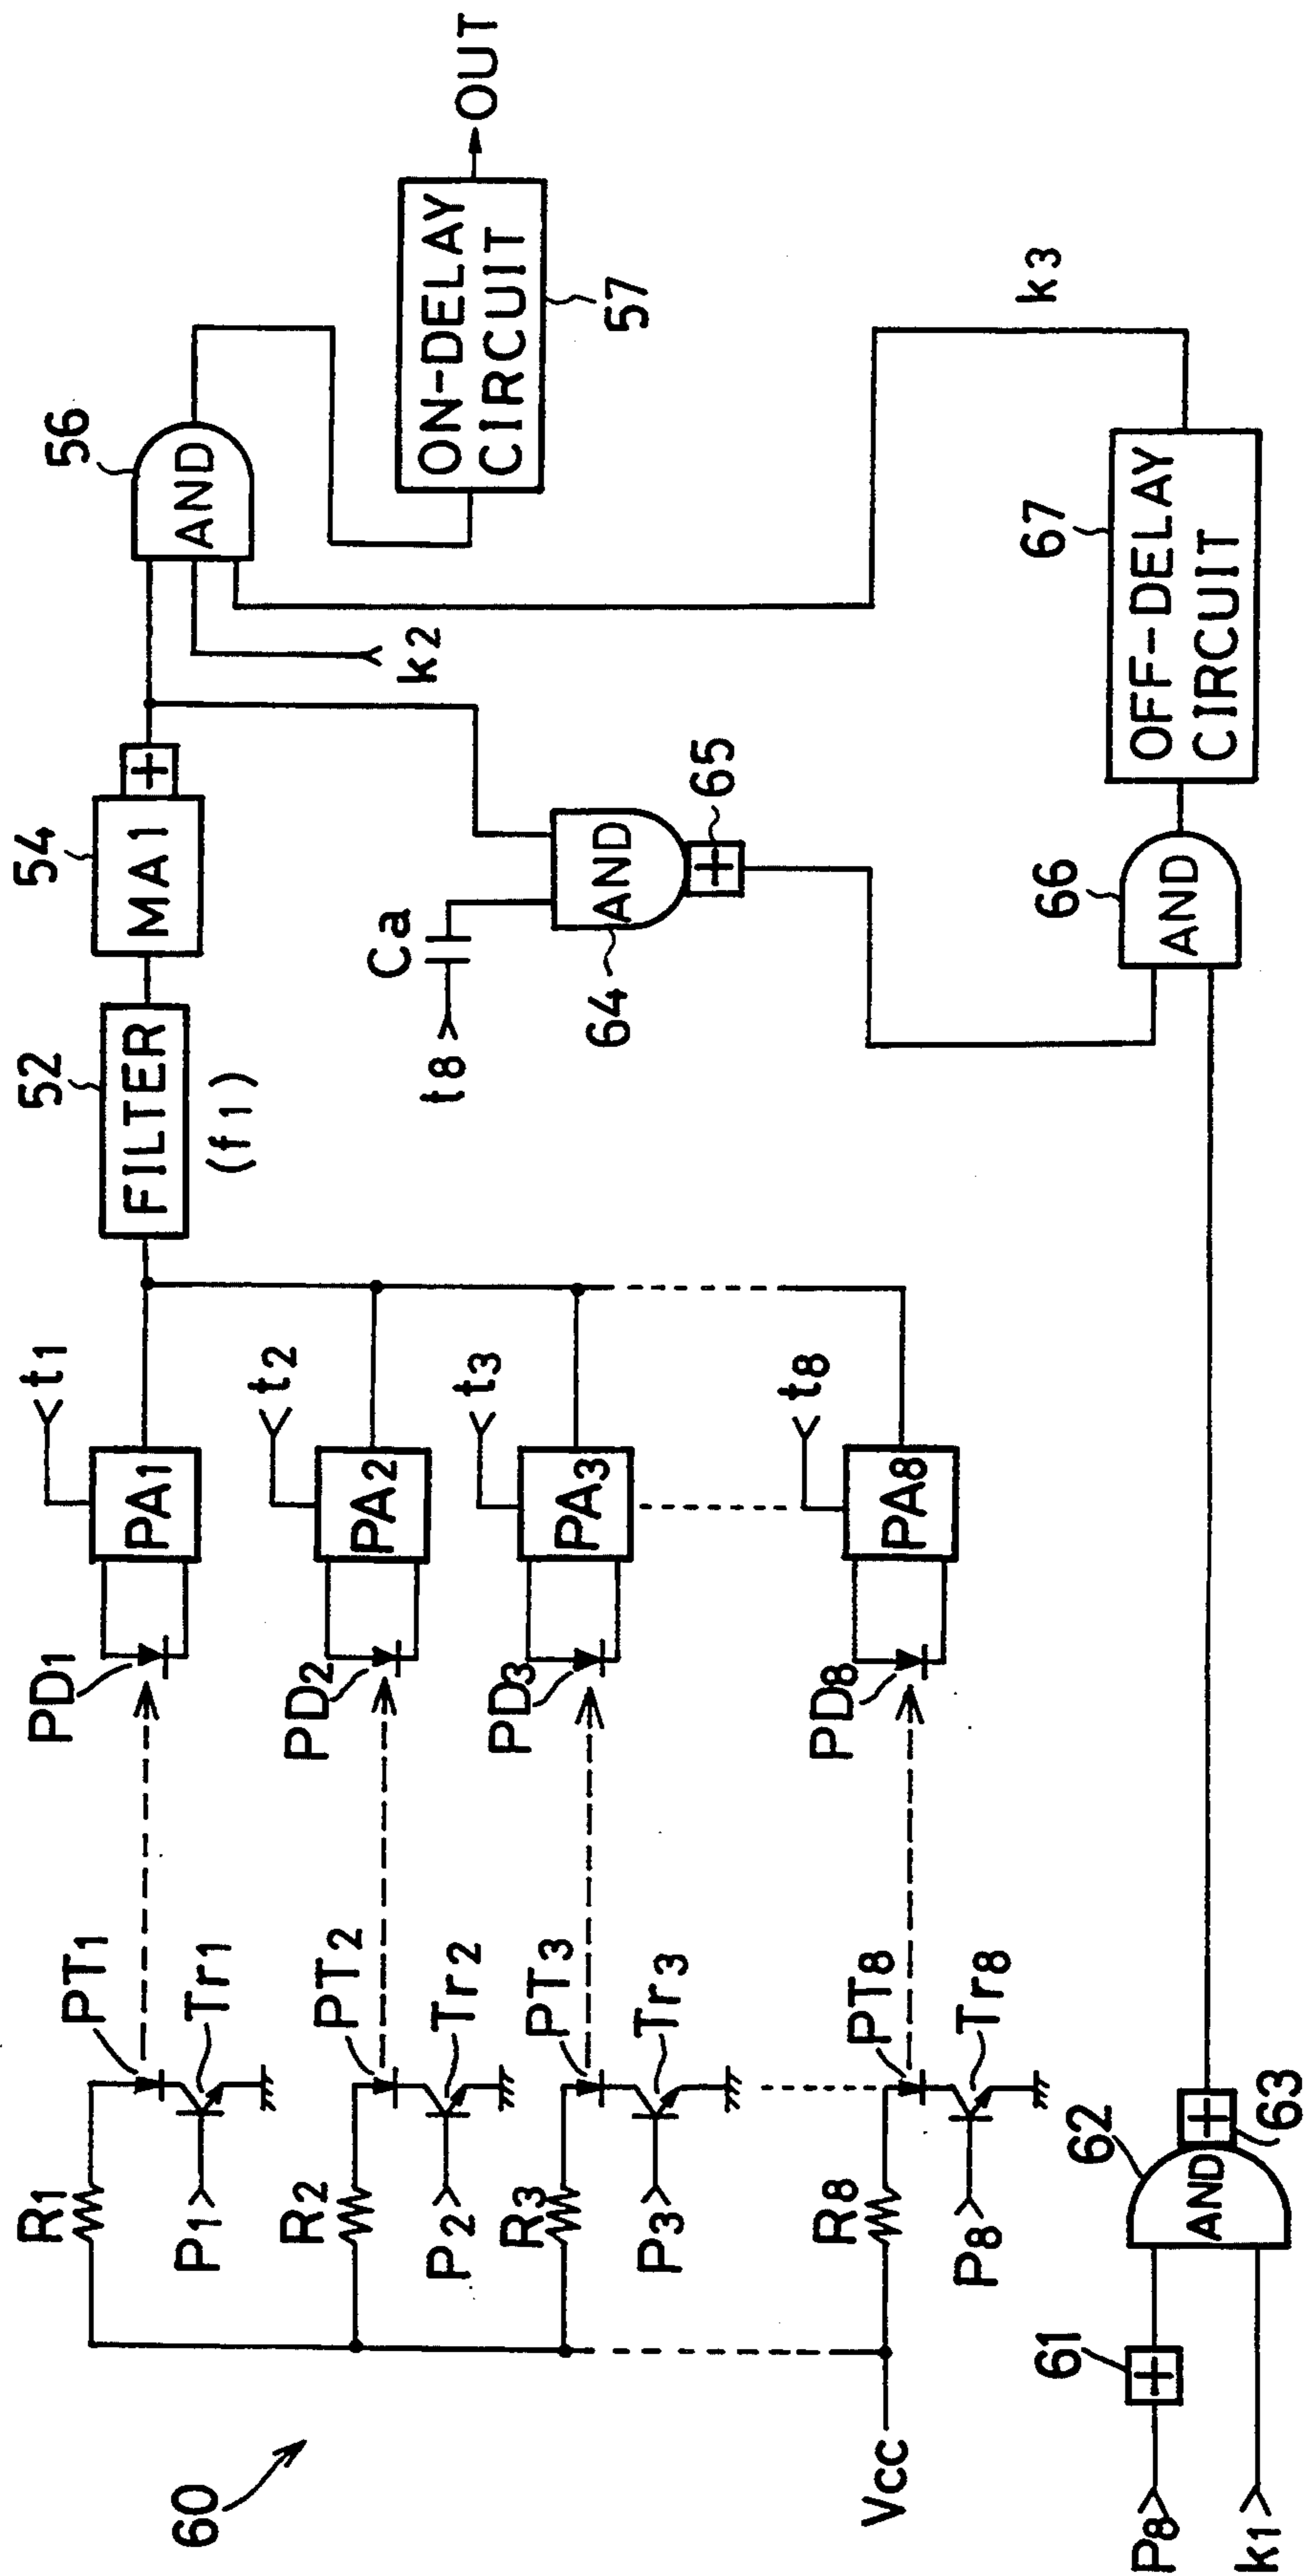 60
R1
PT1
Tr1
P1
PD1
PA1
t1
52
FILTER
(f1)
54
MA1
+
56
AND
k2
R2
PT2
Tr2
P2
PD2
PA2
t2
R3
PT3
Tr3
P3
PD3
PA3
t3
R8
PT8
Tr8
P8
PD8
PA8
t8
Vcc
t8
Ca
64
AND
+
65
ON-DELAY
CIRCUIT
57
OUT
P8
61
+
k1
62
AND
+
63
66
AND
67
OFF-DELAY
CIRCUIT
k3